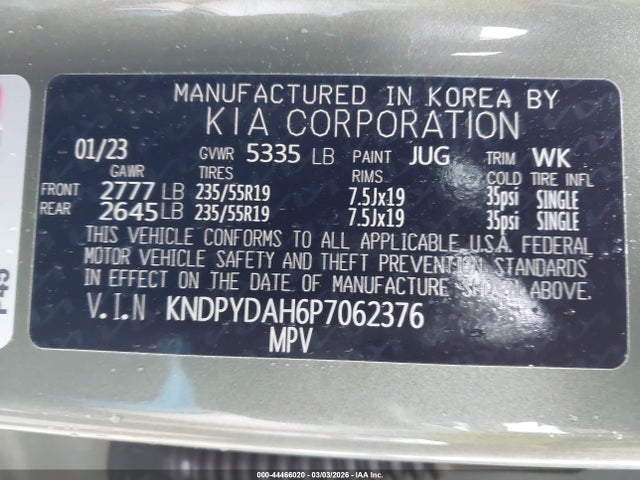 MANUFACTURED IN KOREA BY
KIA CORPORATION
01/23 GVWR 5335 LB PAINT JUG TRIM WK
GAWR TIRES RIMS COLD TIRE INFL
FRONT 2777 LB 235/55R19 7.5Jx19 35psi SINGLE
REAR 2645 LB 235/55R19 7.5Jx19 35psi SINGLE
THIS VEHICLE CONFORMS TO ALL APPLICABLE U.S.A. FEDERAL
MOTOR VEHICLE SAFETY AND THEFT PREVENTION STANDARDS
IN EFFECT ON THE DATE OF MANUFACTURE SHOWN ABOVE.
V.I.N KNDPYDAH6P7062376
MPV
000-44466020 - 03/03/2026 - IAA Inc.